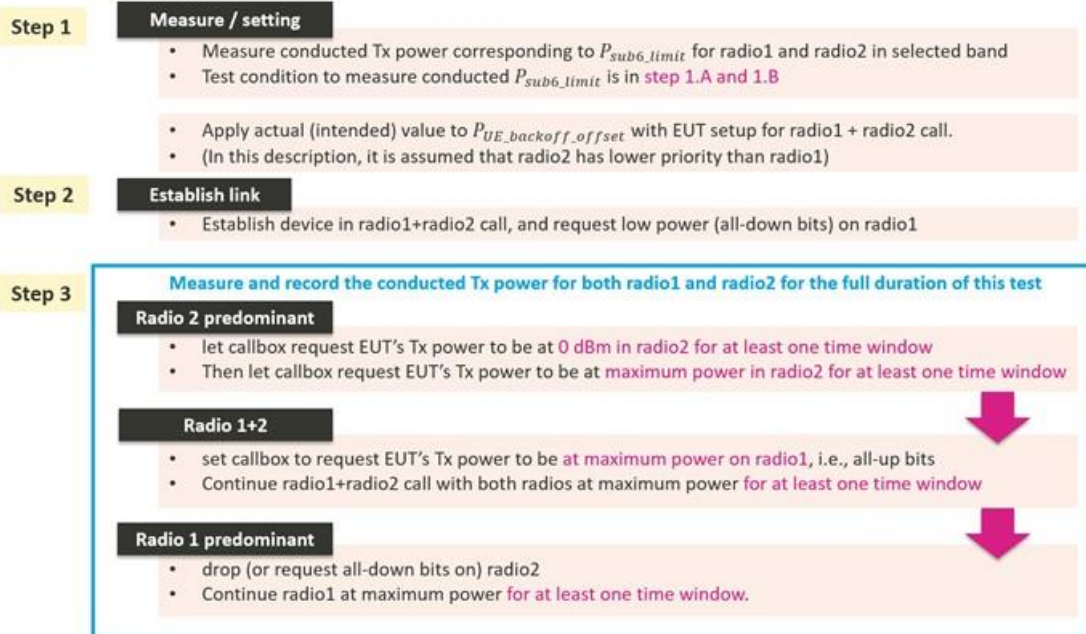 Step 1
Measure / setting
• Measure conducted Tx power corresponding to P_sub6_limit for radio1 and radio2 in selected band
• Test condition to measure conducted P_sub6_limit is in step 1.A and 1.B
• Apply actual (intended) value to P_UE_backoff_offset with EUT setup for radio1 + radio2 call.
• (In this description, it is assumed that radio2 has lower priority than radio1)
Step 2
Establish link
• Establish device in radio1+radio2 call, and request low power (all-down bits) on radio1
Step 3
Measure and record the conducted Tx power for both radio1 and radio2 for the full duration of this test
Radio 2 predominant
• let callbox request EUT's Tx power to be at 0 dBm in radio2 for at least one time window
• Then let callbox request EUT's Tx power to be at maximum power in radio2 for at least one time window
Radio 1+2
• set callbox to request EUT's Tx power to be at maximum power on radio1, i.e., all-up bits
• Continue radio1+radio2 call with both radios at maximum power for at least one time window
Radio 1 predominant
• drop (or request all-down bits on) radio2
• Continue radio1 at maximum power for at least one time window.